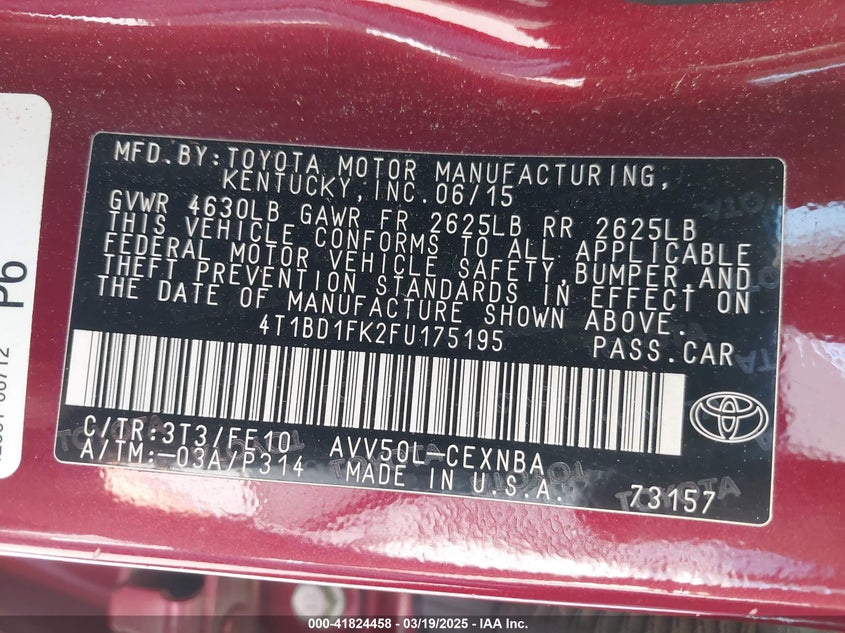 MFD.BY:TOYOTA MOTOR MANUFACTURING,
KENTUCKY,INC.06/15
GVWR 4630LB GAWR FR 2625LB RR 2625LB
THIS VEHICLE CONFORMS TO ALL APPLICABLE
FEDERAL MOTOR VEHICLE SAFETY,BUMPER,AND
THEFT PREVENTION STANDARDS IN EFFECT ON
THE DATE OF MANUFACTURE SHOWN ABOVE.
4T1BD1FK2FU175195 PASS.CAR
C/TR:3T3/FE10 AVV50L-CEXNBA
A/TM:-03A/P314 MADE IN U.S.A. 73157
TOYOTA
P6
000-41824458 - 03/19/2025 - IAA Inc.